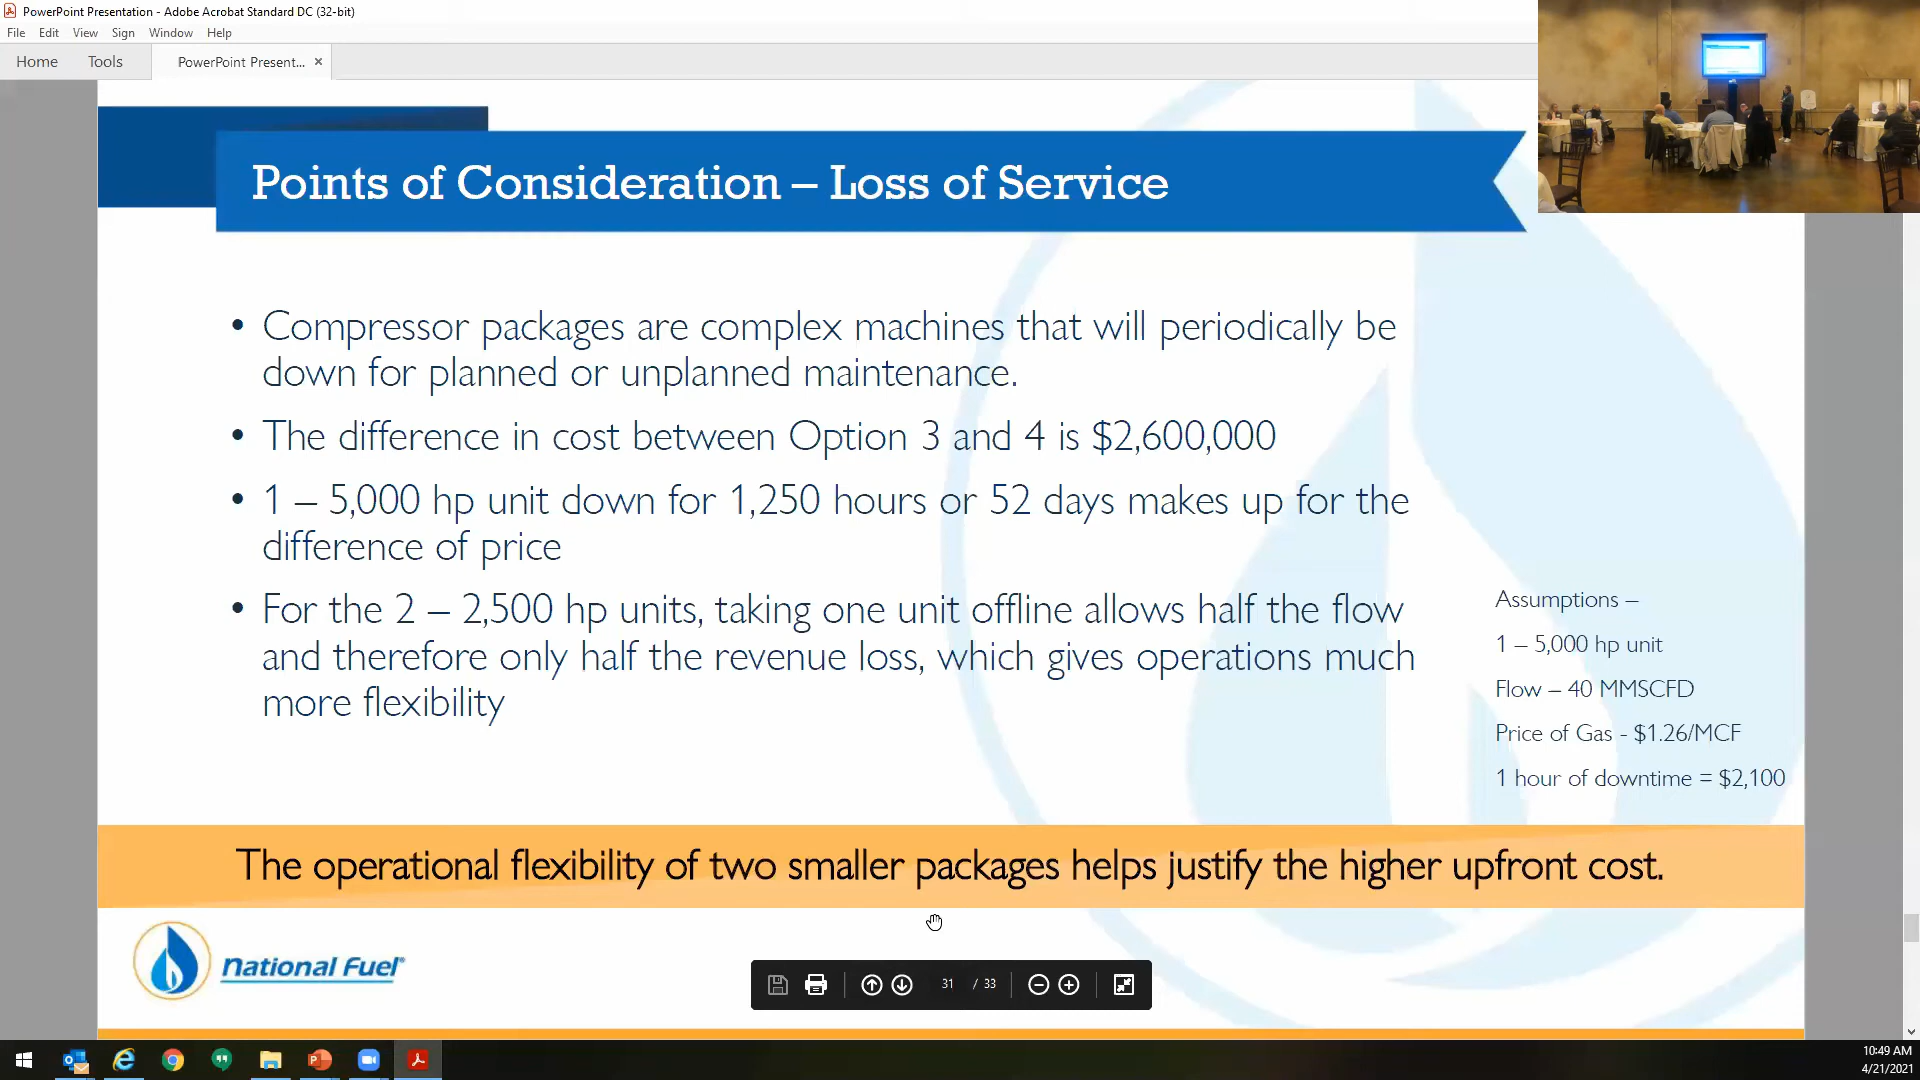 PowerPoint Presentation - Adobe Acrobat Standard DC (32-bit)
File Edit View Sign Window Help
Home Tools PowerPoint Present... ×
Points of Consideration – Loss of Service
• Compressor packages are complex machines that will periodically be
down for planned or unplanned maintenance.
• The difference in cost between Option 3 and 4 is $2,600,000
• 1 – 5,000 hp unit down for 1,250 hours or 52 days makes up for the
difference of price
• For the 2 – 2,500 hp units, taking one unit offline allows half the flow
and therefore only half the revenue loss, which gives operations much
more flexibility
Assumptions –
1 – 5,000 hp unit
Flow – 40 MMSCFD
Price of Gas - $1.26/MCF
1 hour of downtime = $2,100
The operational flexibility of two smaller packages helps justify the higher upfront cost.
National Fuel®
31 / 33
10:49 AM
4/21/2021